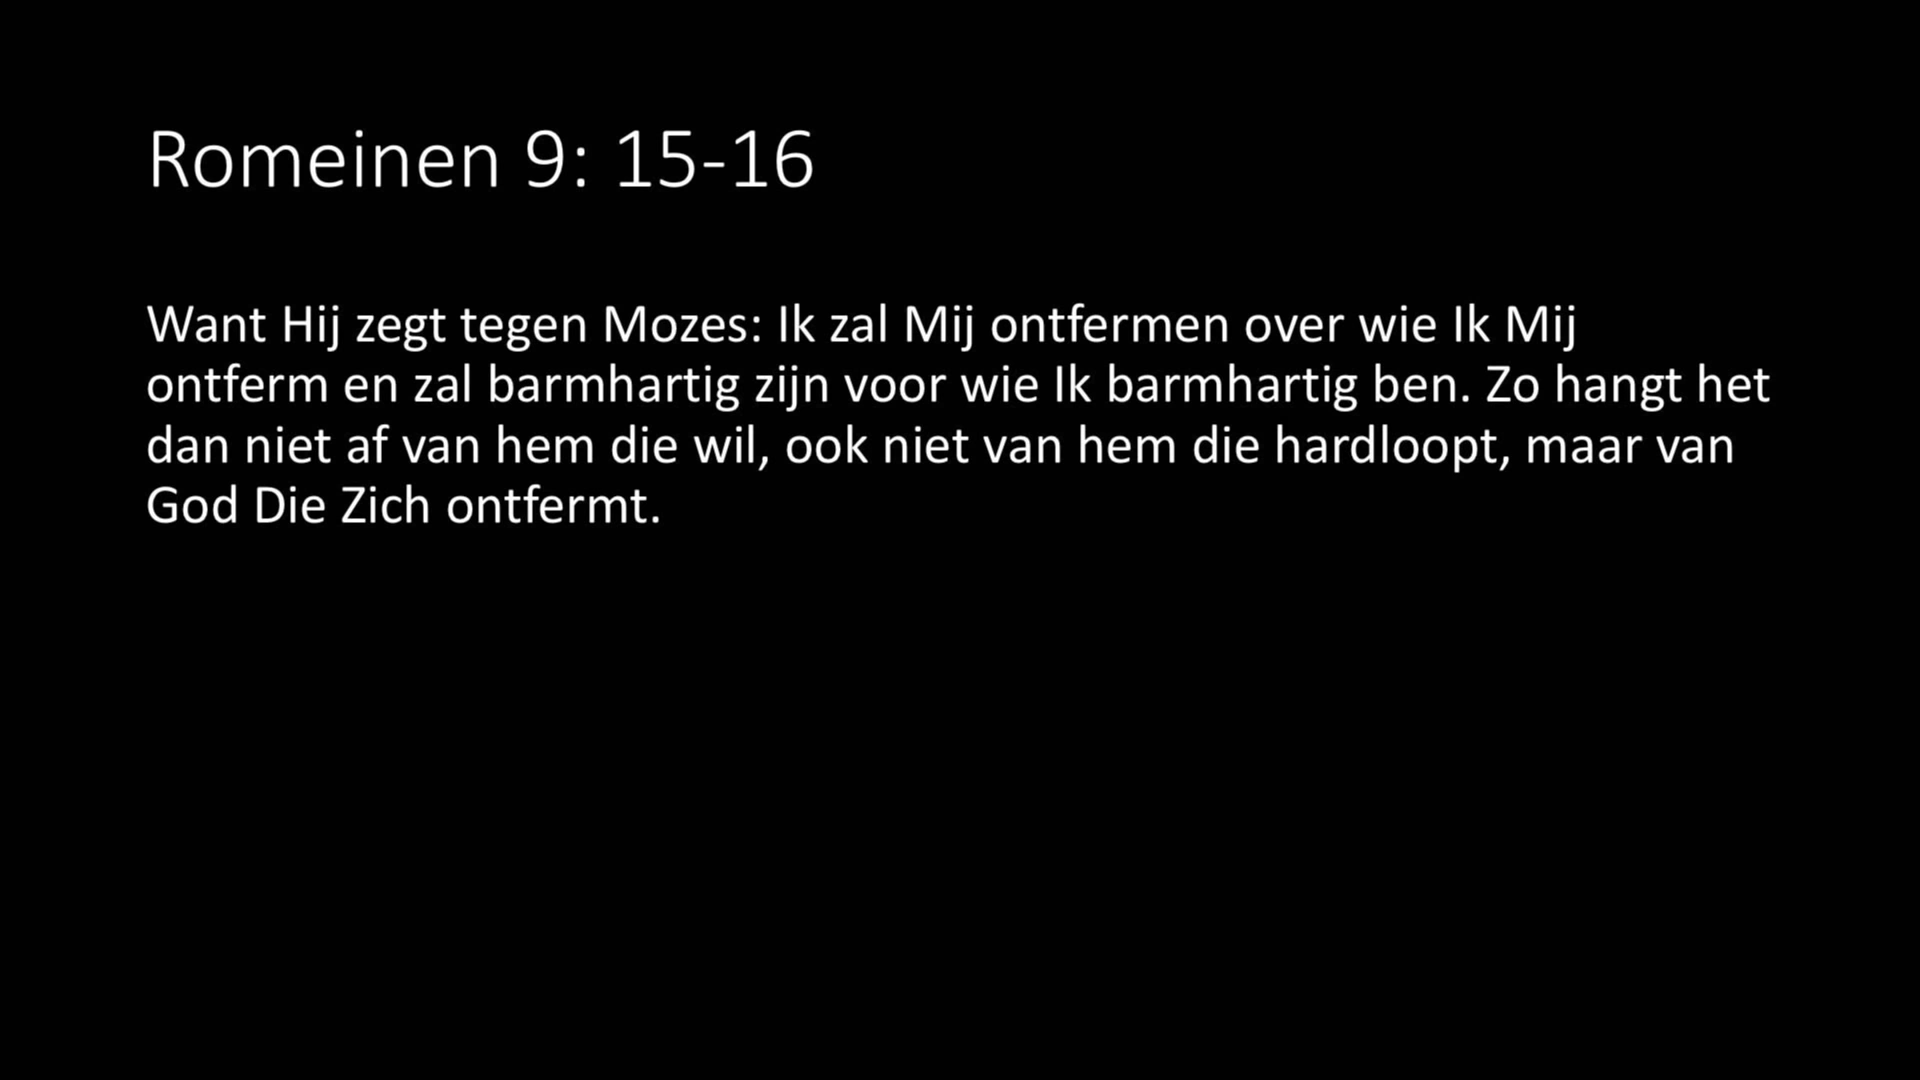 Romeinen 9: 15-16
Want Hij zegt tegen Mozes: Ik zal Mij ontfermen over wie Ik Mij
ontferm en zal barmhartig zijn voor wie Ik barmhartig ben. Zo hangt het
dan niet af van hem die wil, ook niet van hem die hardloopt, maar van
God Die Zich ontfermt.